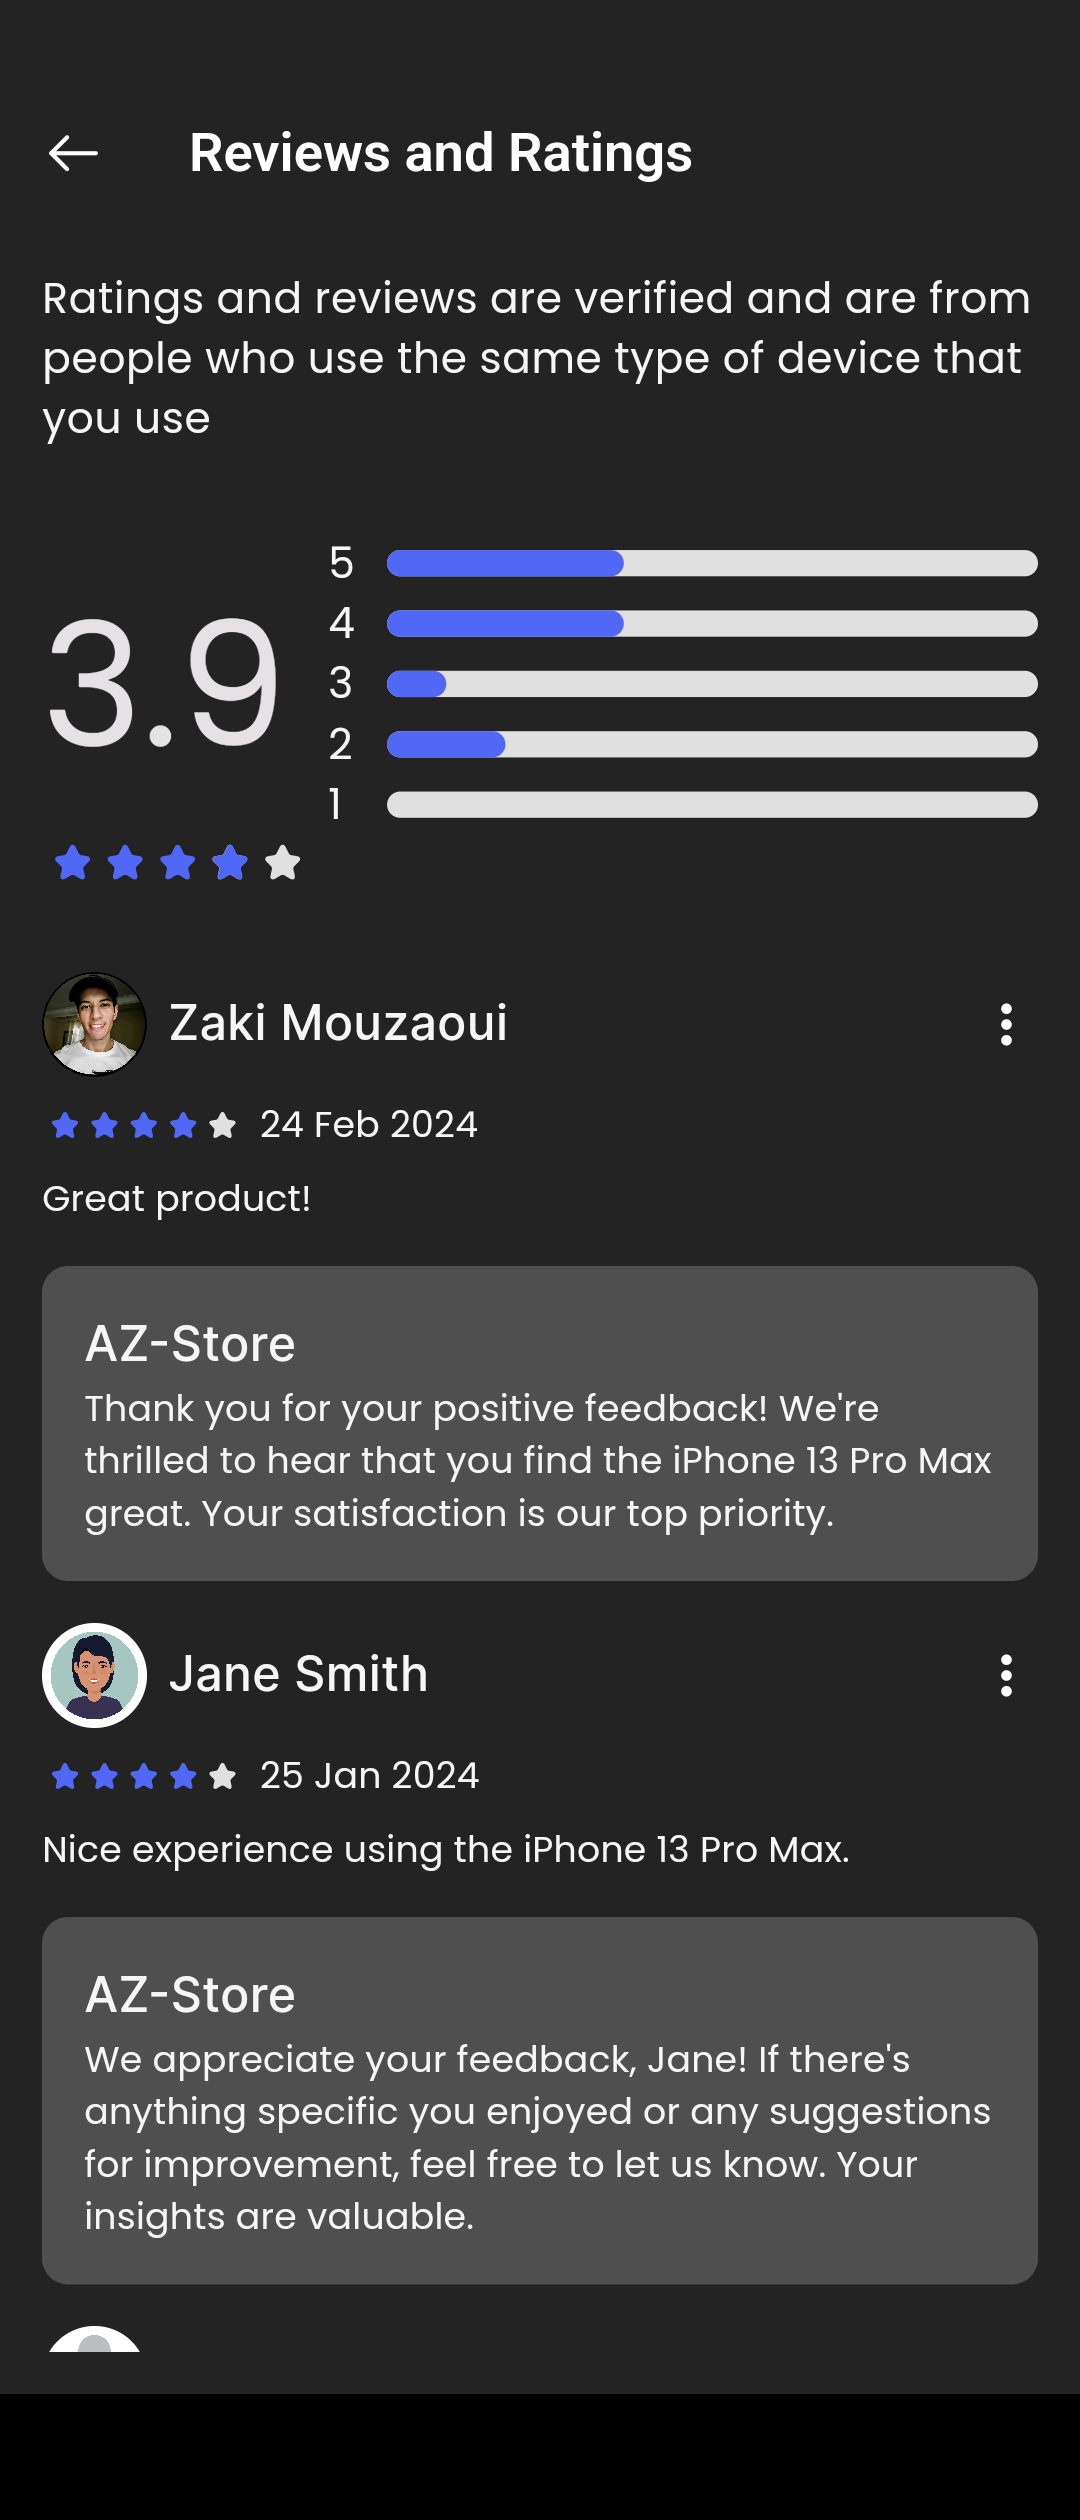 Reviews and Ratings
Ratings and reviews are verified and are from
people who use the same type of device that
you use
3.9
5
4
3
2
1
Zaki Mouzaoui
24 Feb 2024
Great product!
AZ-Store
Thank you for your positive feedback! We're
thrilled to hear that you find the iPhone 13 Pro Max
great. Your satisfaction is our top priority.
Jane Smith
25 Jan 2024
Nice experience using the iPhone 13 Pro Max.
AZ-Store
We appreciate your feedback, Jane! If there's
anything specific you enjoyed or any suggestions
for improvement, feel free to let us know. Your
insights are valuable.